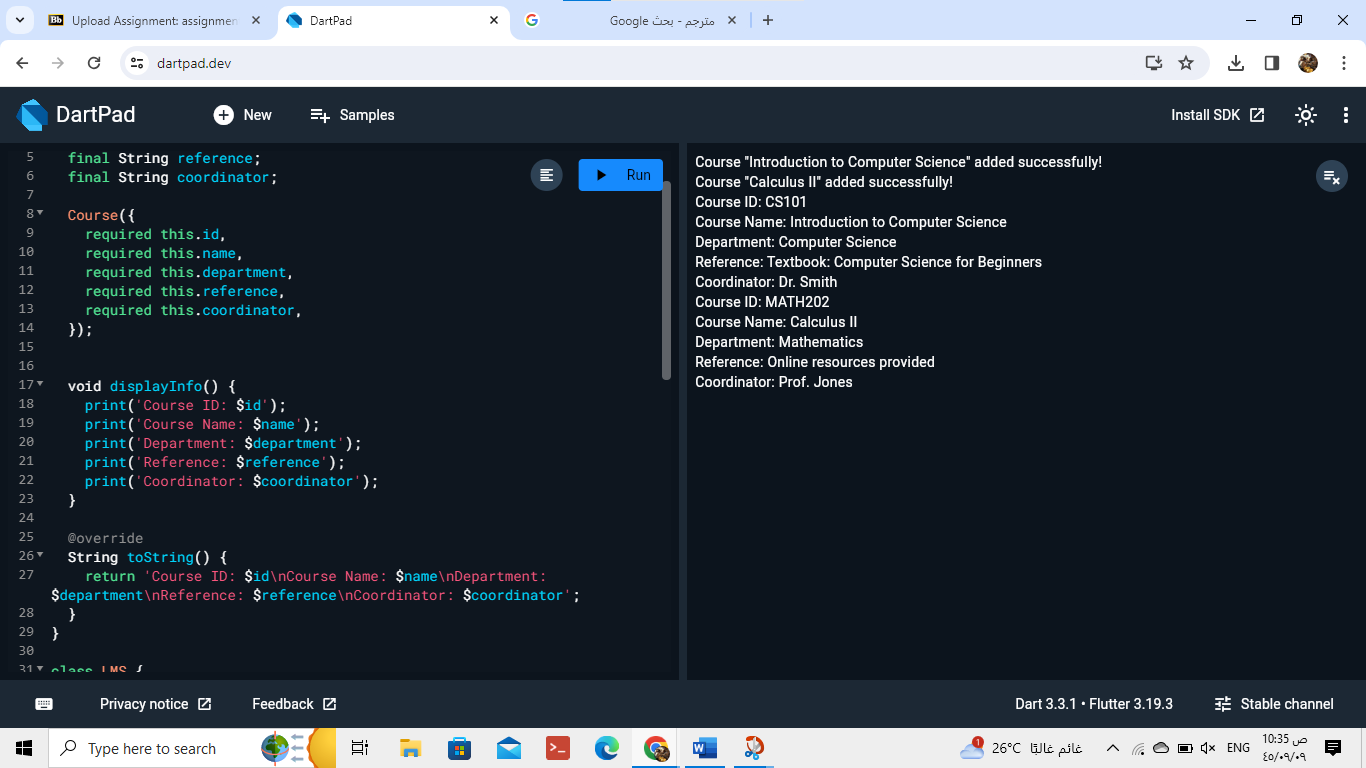 Upload Assignment: assignmen
DartPad
مترجم - بحث Google
dartpad.dev
DartPad
New
Samples
Install SDK
5 final String reference;
6 final String coordinator;
7
8 Course({
9 required this.id,
10 required this.name,
11 required this.department,
12 required this.reference,
13 required this.coordinator,
14 });
15
16
17 void displayInfo() {
18 print('Course ID: $id');
19 print('Course Name: $name');
20 print('Department: $department');
21 print('Reference: $reference');
22 print('Coordinator: $coordinator');
23 }
24
25 @override
26 String toString() {
27 return 'Course ID: $id\nCourse Name: $name\nDepartment:
$department\nReference: $reference\nCoordinator: $coordinator';
28 }
29 }
30
31 class LMS {
Run
Course "Introduction to Computer Science" added successfully!
Course "Calculus II" added successfully!
Course ID: CS101
Course Name: Introduction to Computer Science
Department: Computer Science
Reference: Textbook: Computer Science for Beginners
Coordinator: Dr. Smith
Course ID: MATH202
Course Name: Calculus II
Department: Mathematics
Reference: Online resources provided
Coordinator: Prof. Jones
Privacy notice
Feedback
Dart 3.3.1 • Flutter 3.19.3
Stable channel
Type here to search
1
26°C غائم غالبًا
ENG
10:35 ص
٤٥/٠٩/٠٩